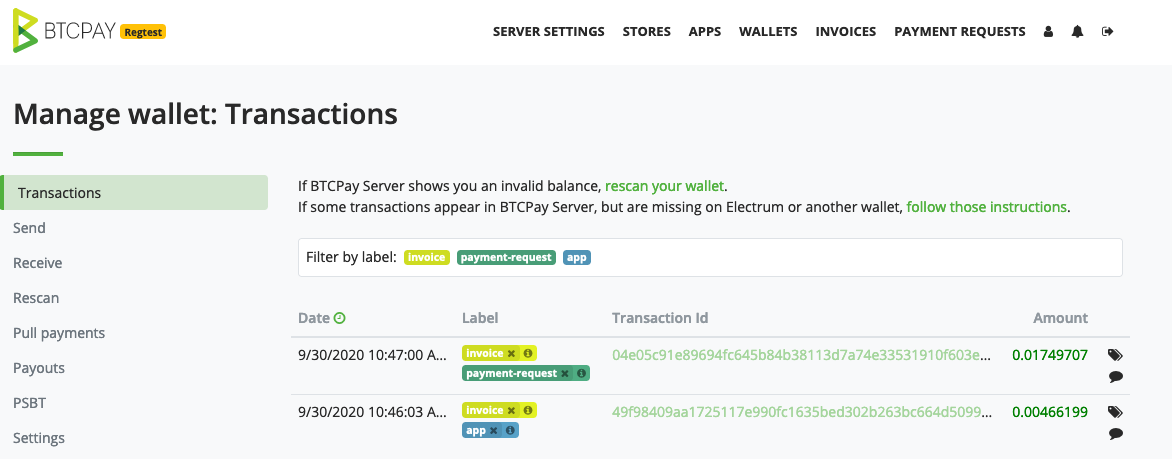 BTCPAY Regtest
SERVER SETTINGS STORES APPS WALLETS INVOICES PAYMENT REQUESTS
Manage wallet: Transactions
Transactions
Send
Receive
Rescan
Pull payments
Payouts
PSBT
Settings
If BTCPay Server shows you an invalid balance, rescan your wallet.
If some transactions appear in BTCPay Server, but are missing on Electrum or another wallet, follow those instructions.
Filter by label: invoice payment-request app
Date Label Transaction Id Amount
9/30/2020 10:47:00 A... invoice 04e05c91e89694fc645b84b38113d7a74e33531910f603e... 0.01749707
payment-request
9/30/2020 10:46:03 A... invoice 49f98409aa1725117e990fc1635bed302b263bc664d5099... 0.00466199
app